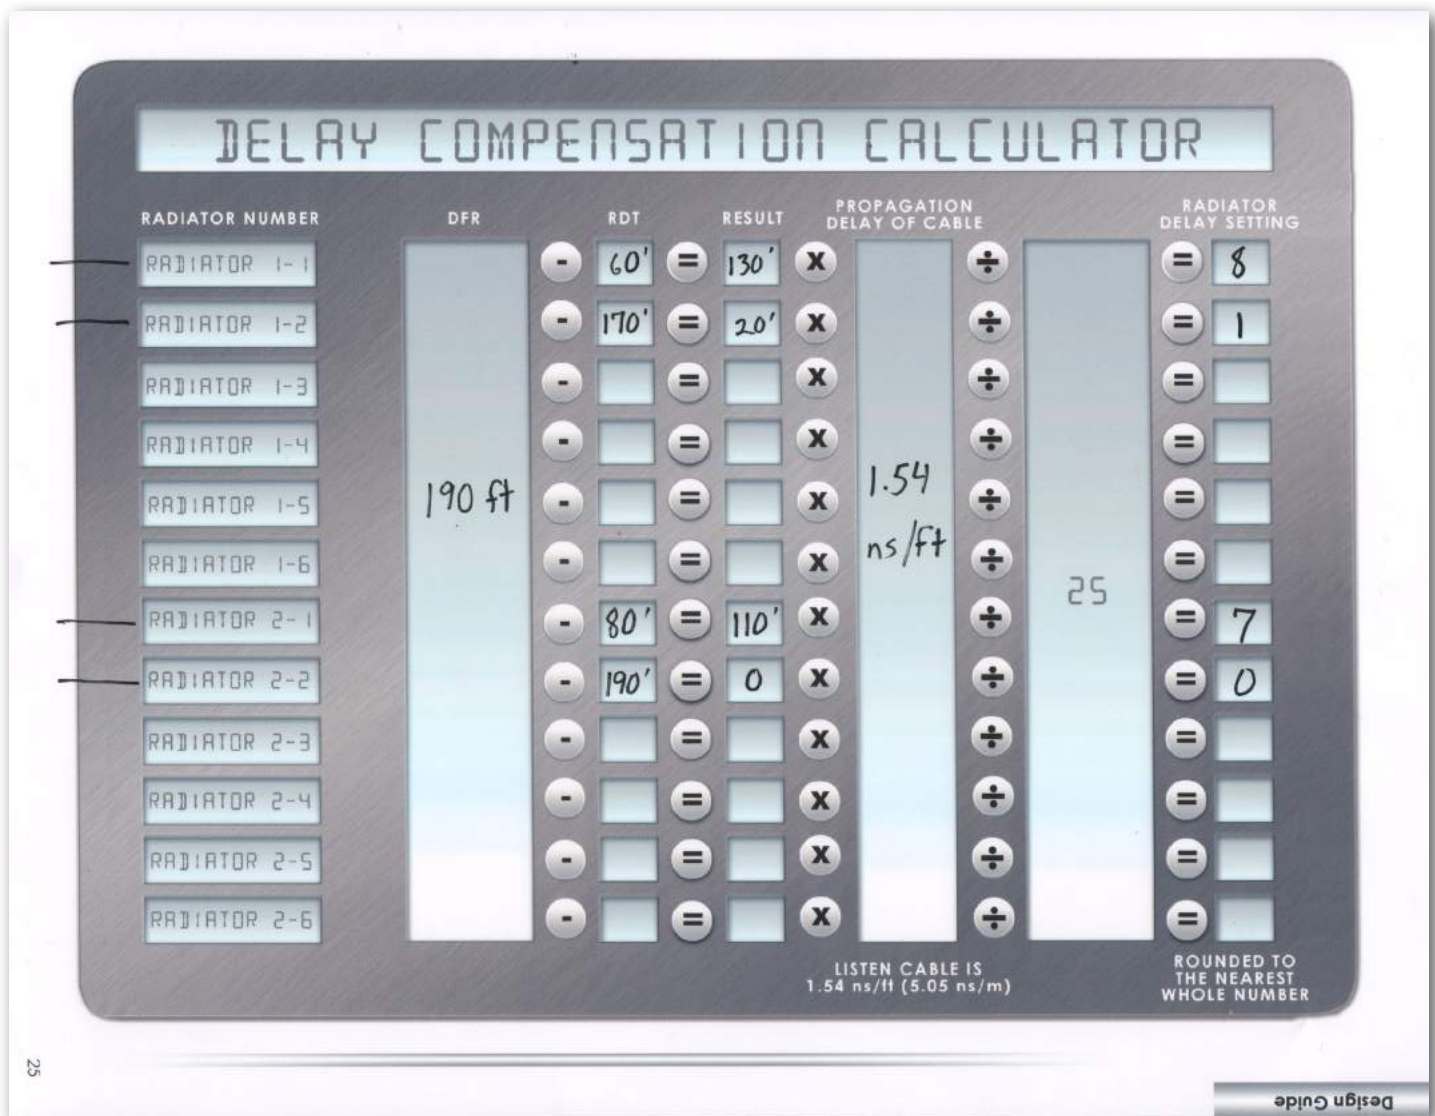 DELAY COMPENSATION CALCULATOR
RADIATOR NUMBER DFR RDT RESULT PROPAGATION DELAY OF CABLE RADIATOR DELAY SETTING
RADIATOR 1-1 - 60' = 130' X ÷ = 8
RADIATOR 1-2 - 170' = 20' X ÷ = 1
RADIATOR 1-3 - = X ÷ =
RADIATOR 1-4 - = X ÷ =
RADIATOR 1-5 190 ft - = X 1.54 ÷ =
RADIATOR 1-6 - = X ns/ft ÷ 25 =
RADIATOR 2-1 - 80' = 110' X ÷ = 7
RADIATOR 2-2 - 190' = 0 X ÷ = 0
RADIATOR 2-3 - = X ÷ =
RADIATOR 2-4 - = X ÷ =
RADIATOR 2-5 - = X ÷ =
RADIATOR 2-6 - = X ÷ =
LISTEN CABLE IS
1.54 ns/ft (5.05 ns/m)
ROUNDED TO
THE NEAREST
WHOLE NUMBER
25
Design Guide